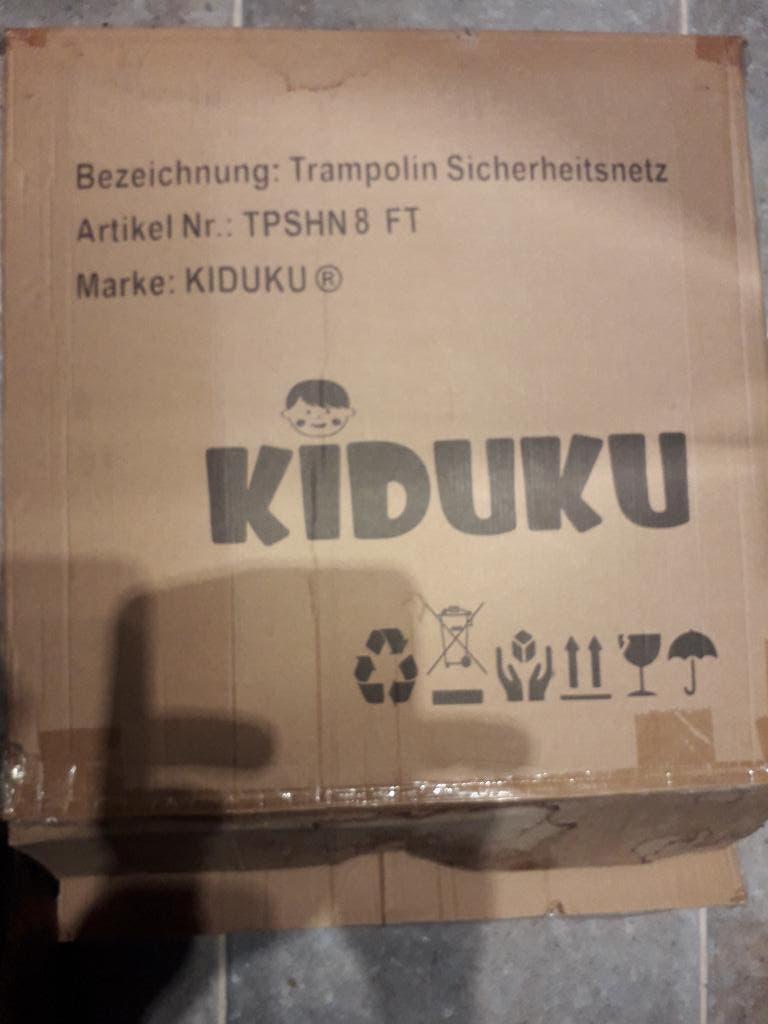 Bezeichnung: Trampolin Sicherheitsnetz
Artikel Nr.: TPSHN 8 FT
Marke: KIDUKU ®
KIDUKU